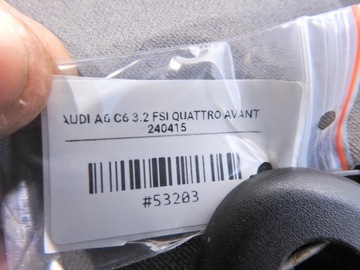 AUDI A6 C6 3.2 FSI QUATTRO AVANT
240415
#53203